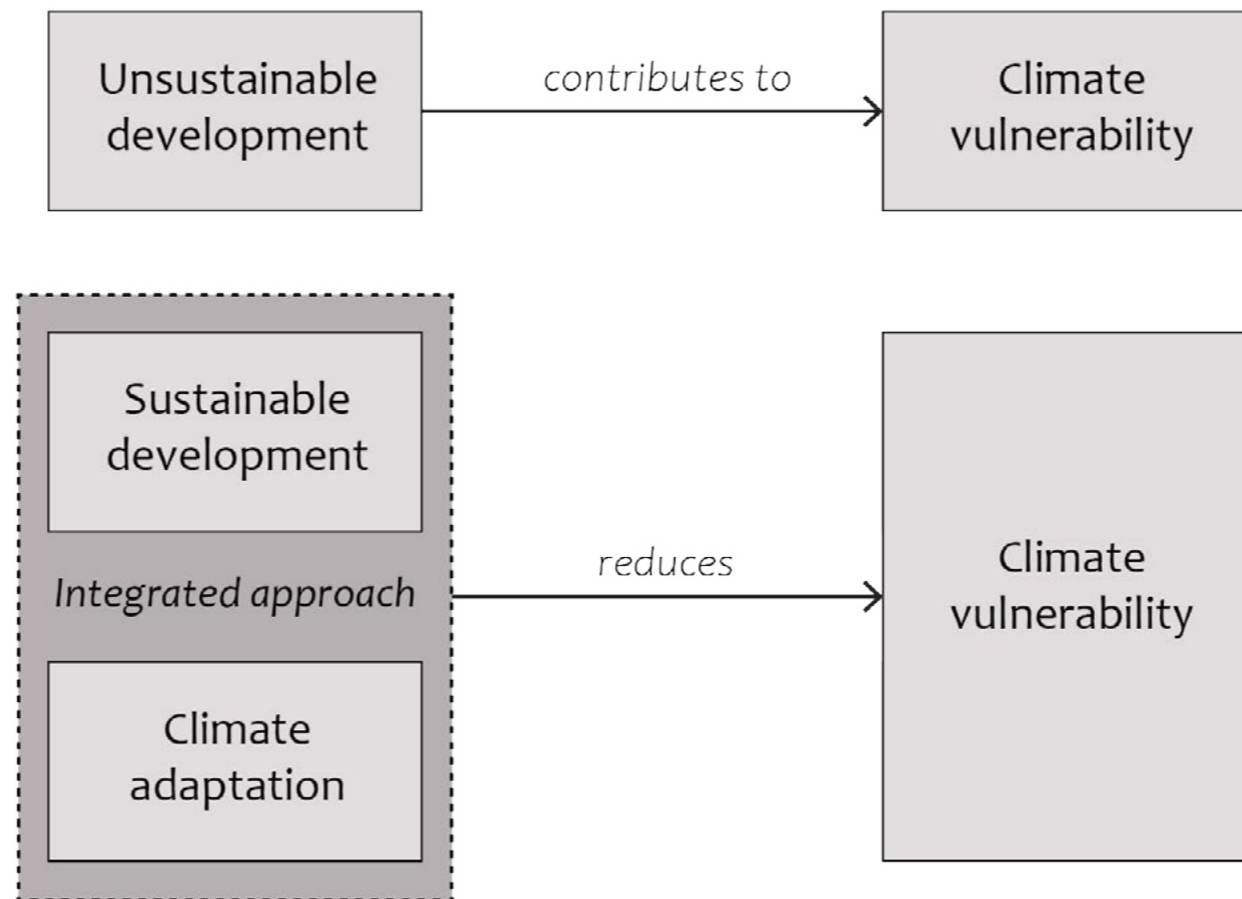 Unsustainable
development
contributes to
Climate
vulnerability
Sustainable
development
Integrated approach
Climate
adaptation
reduces
Climate
vulnerability